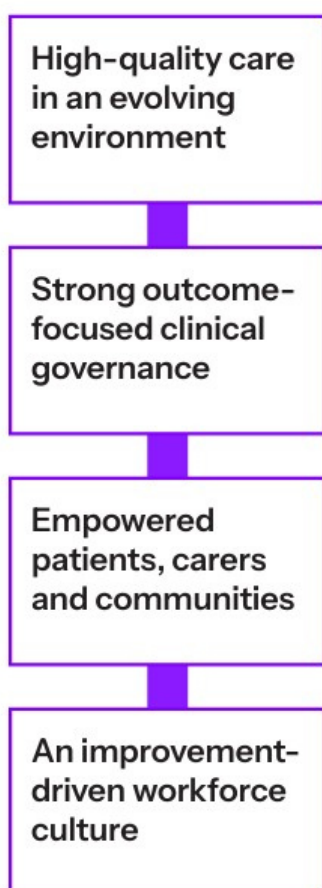 High-quality care
in an evolving
environment
Strong outcome-
focused clinical
governance
Empowered
patients, carers
and communities
An improvement-
driven workforce
culture